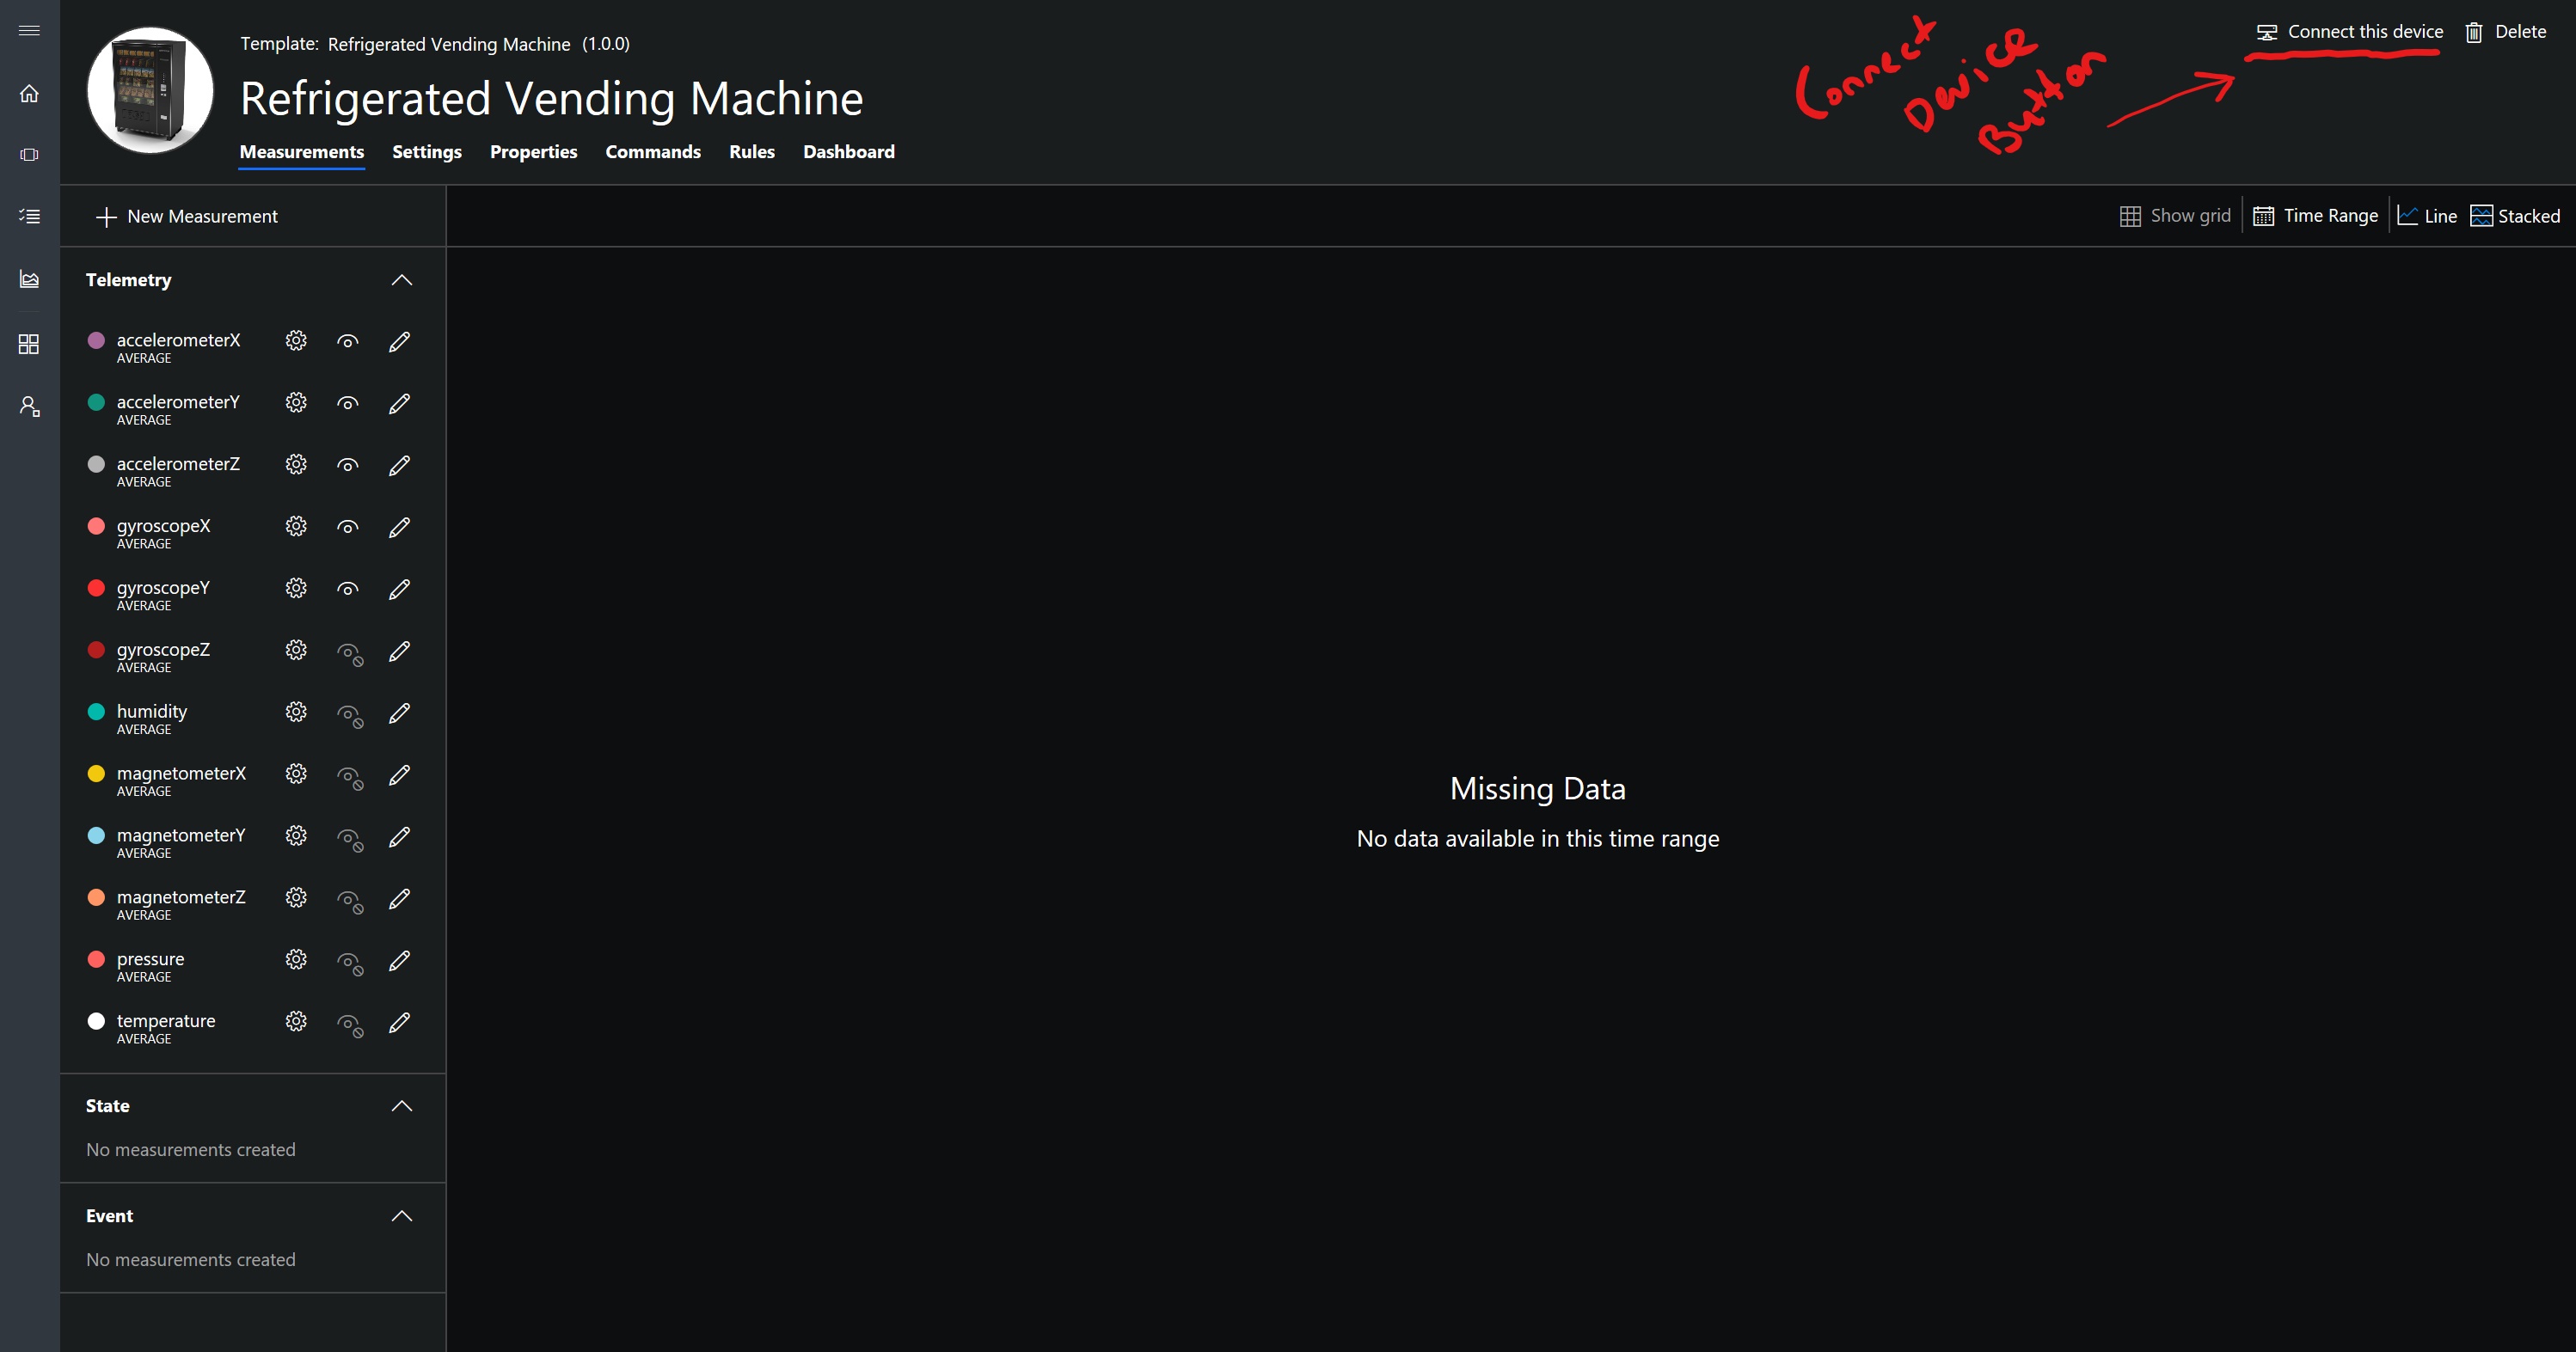 Template: Refrigerated Vending Machine (1.0.0)
Refrigerated Vending Machine
Measurements Settings Properties Commands Rules Dashboard
Connect
Device
Button
Connect this device Delete
New Measurement
Show grid Time Range Line Stacked
Telemetry
accelerometerX
AVERAGE
accelerometerY
AVERAGE
accelerometerZ
AVERAGE
gyroscopeX
AVERAGE
gyroscopeY
AVERAGE
gyroscopeZ
AVERAGE
humidity
AVERAGE
magnetometerX
AVERAGE
magnetometerY
AVERAGE
magnetometerZ
AVERAGE
pressure
AVERAGE
temperature
AVERAGE
State
No measurements created
Event
No measurements created
Missing Data
No data available in this time range